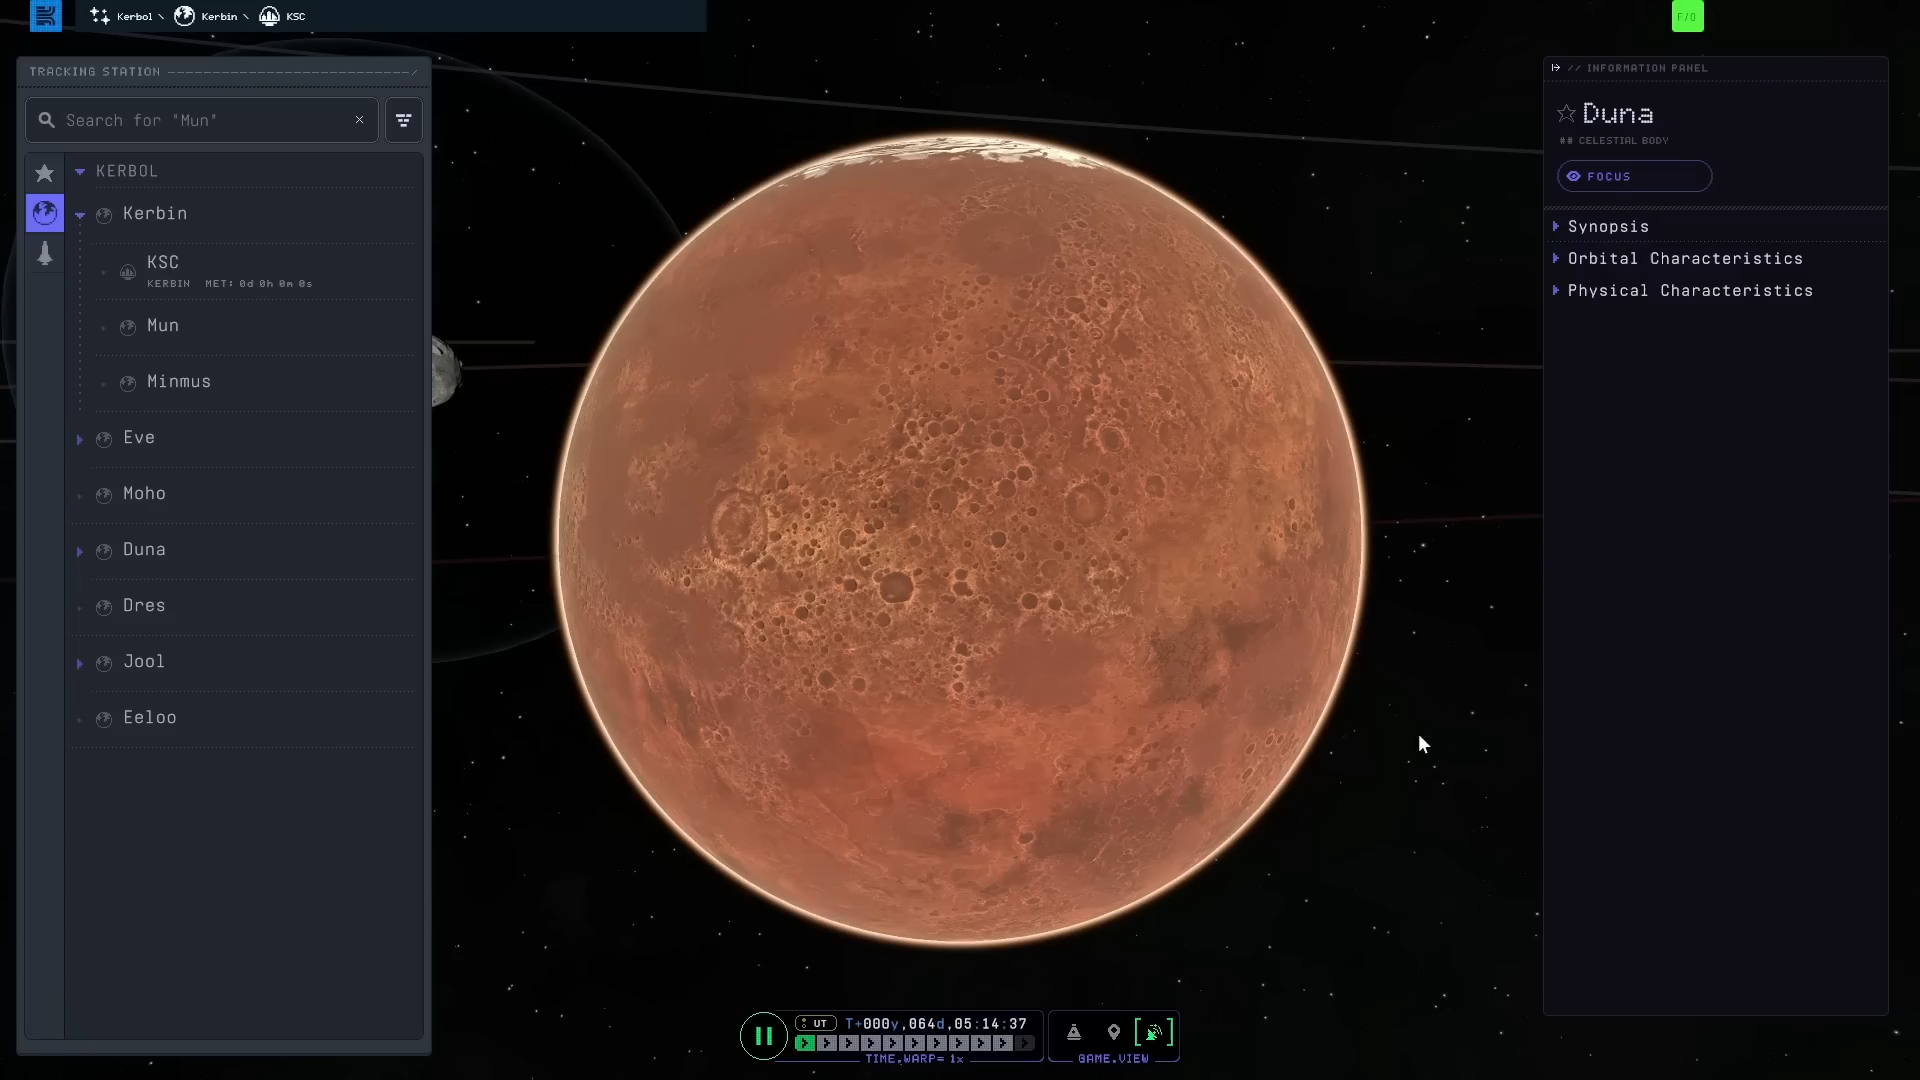 Kerbol \ Kerbin \ KSC
F/O
TRACKING STATION
Search for "Mun"
KERBOL
Kerbin
KSC
KERBIN MET: 0d 0h 0m 0s
Mun
Minmus
Eve
Moho
Duna
Dres
Jool
Eeloo
// INFORMATION PANEL
Duna
## CELESTIAL BODY
FOCUS
Synopsis
Orbital Characteristics
Physical Characteristics
: UT T+000y,064d,05:14:37
TIME.WARP= 1x
GAME.VIEW